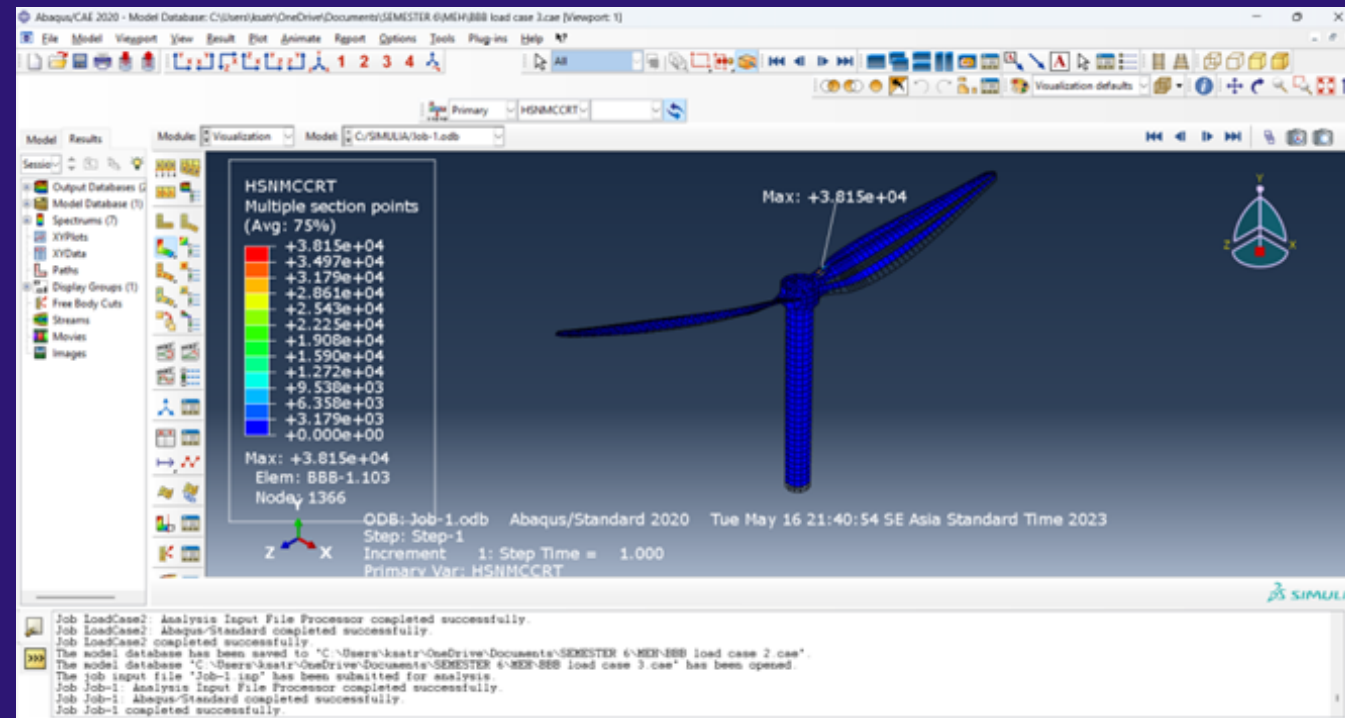 Abaqus/CAE 2020 - Model Database: C:\Users\ksatr\OneDrive\Documents\SEMESTER 6\MEH\BBB load case 3.cae [Viewport: 1]
File Model Viewport View Result Plot Animate Report Options Tools Plug-ins Help
1 2 3 4
All
Visualization defaults
Primary HSNMCCRT
Model Results
Module: Visualization Model: C:/SIMULIA/Job-1.odb
Output Databases (2
Model Database (1)
Spectrums (7)
XYPlots
XYData
Paths
Display Groups (1)
Free Body Cuts
Streams
Movies
Images
HSNMCCRT
Multiple section points
(Avg: 75%)
+3.815e+04
+3.497e+04
+3.179e+04
+2.861e+04
+2.543e+04
+2.225e+04
+1.908e+04
+1.590e+04
+1.272e+04
+9.538e+03
+6.358e+03
+3.179e+03
+0.000e+00
Max: +3.815e+04
Elem: BBB-1.103
Node: 1366
Max: +3.815e+04
Y
Z X
Y
Z X
ODB: Job-1.odb Abaqus/Standard 2020 Tue May 16 21:40:54 SE Asia Standard Time 2023
Step: Step-1
Increment 1: Step Time = 1.000
Primary Var: HSNMCCRT
SIMULI
Job LoadCase2: Analysis Input File Processor completed successfully.
Job LoadCase2: Abaqus/Standard completed successfully.
Job LoadCase2 completed successfully.
The model database has been saved to "C:\Users\ksatr\OneDrive\Documents\SEMESTER 6\MEH\BBB load case 2.cae".
The model database "C:\Users\ksatr\OneDrive\Documents\SEMESTER 6\MEH\BBB load case 3.cae" has been opened.
The job input file "Job-1.inp" has been submitted for analysis.
Job Job-1: Analysis Input File Processor completed successfully.
Job Job-1: Abaqus/Standard completed successfully.
Job Job-1 completed successfully.